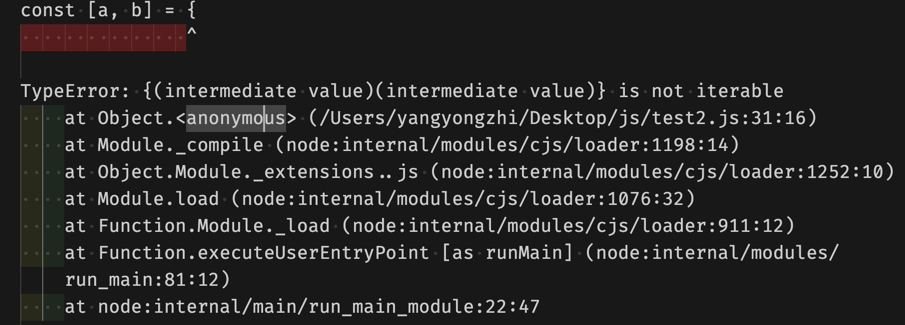 const [a, b] = {
^
TypeError: {(intermediate value)(intermediate value)} is not iterable
at Object.<anonymous> (/Users/yangyongzhi/Desktop/js/test2.js:31:16)
at Module._compile (node:internal/modules/cjs/loader:1198:14)
at Object.Module._extensions..js (node:internal/modules/cjs/loader:1252:10)
at Module.load (node:internal/modules/cjs/loader:1076:32)
at Function.Module._load (node:internal/modules/cjs/loader:911:12)
at Function.executeUserEntryPoint [as runMain] (node:internal/modules/
run_main:81:12)
at node:internal/main/run_main_module:22:47